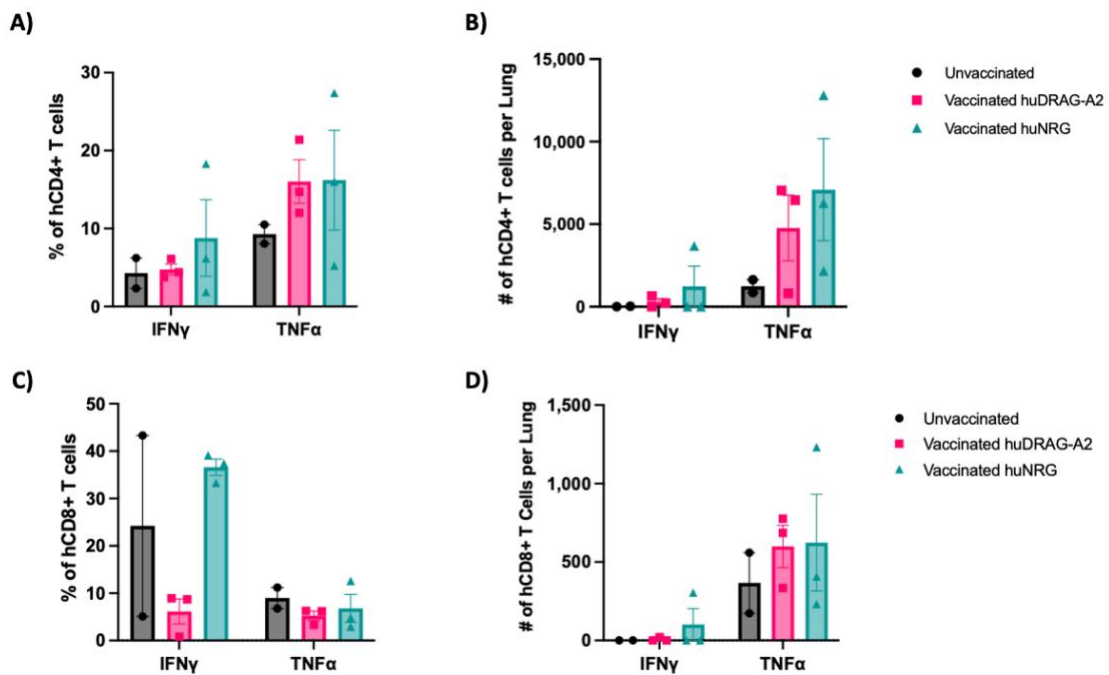 A)
% of hCD4+ T cells
30
20
10
0
IFNγ TNFα
B)
# of hCD4+ T cells per Lung
15,000
10,000
5,000
0
IFNγ TNFα
Unvaccinated
Vaccinated huDRAG-A2
Vaccinated huNRG
C)
% of hCD8+ T cells
50
40
30
20
10
0
IFNγ TNFα
D)
# of hCD8+ T Cells per Lung
1,500
1,000
500
0
IFNγ TNFα
Unvaccinated
Vaccinated huDRAG-A2
Vaccinated huNRG